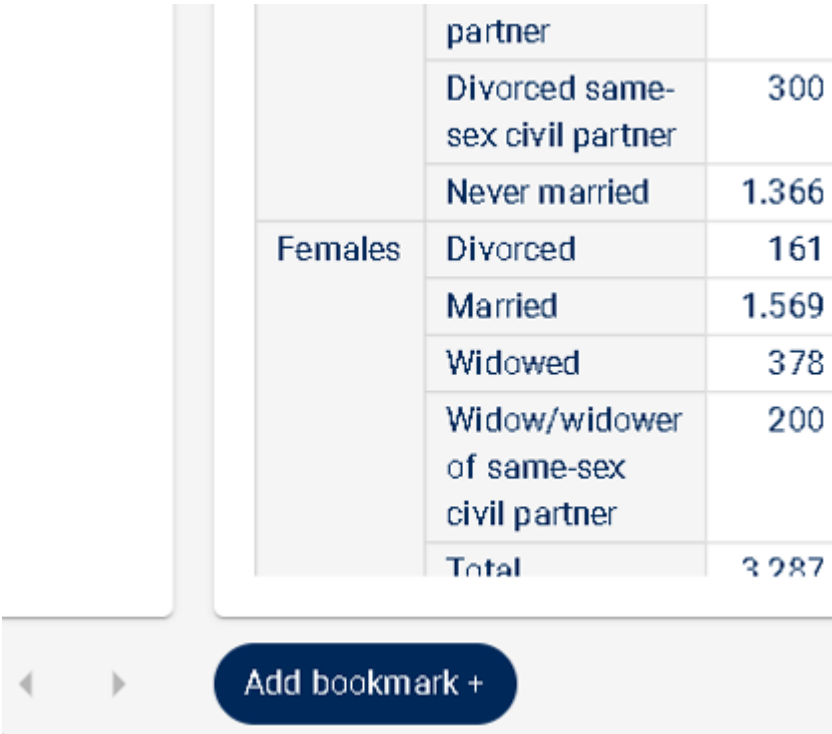 partner
Divorced same-
sex civil partner
300
Never married
1.366
Females
Divorced
161
Married
1.569
Widowed
378
Widow/widower
of same-sex
civil partner
200
Total
3.287
Add bookmark +